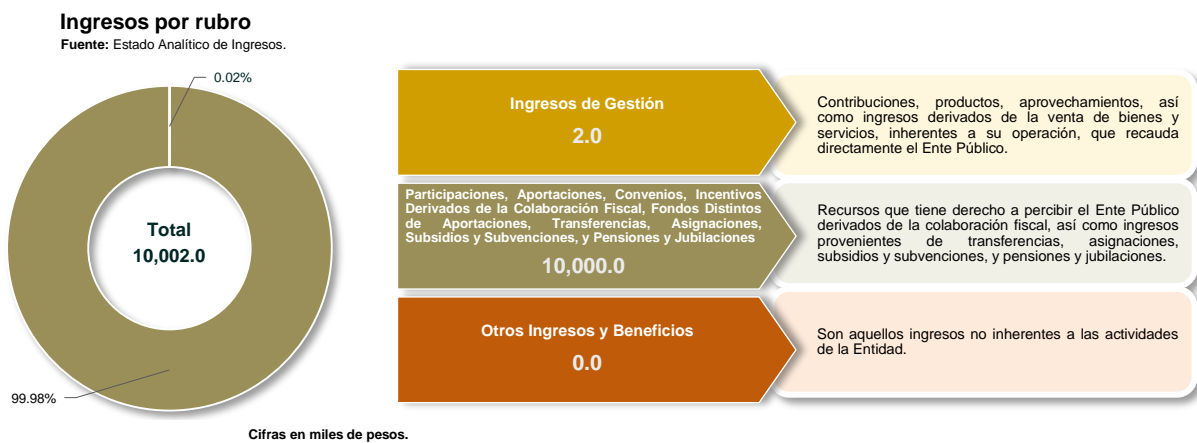 Ingresos por rubro
Fuente: Estado Analítico de Ingresos.
0.02%
Total
10,002.0
99.98%
Ingresos de Gestión
2.0
Contribuciones, productos, aprovechamientos, así
como ingresos derivados de la venta de bienes y
servicios, inherentes a su operación, que recauda
directamente el Ente Público.
Participaciones, Aportaciones, Convenios, Incentivos
Derivados de la Colaboración Fiscal, Fondos Distintos
de Aportaciones, Transferencias, Asignaciones,
Subsidios y Subvenciones, y Pensiones y Jubilaciones
10,000.0
Recursos que tiene derecho a percibir el Ente Público
derivados de la colaboración fiscal, así como ingresos
provenientes de transferencias, asignaciones,
subsidios y subvenciones, y pensiones y jubilaciones.
Otros Ingresos y Beneficios
0.0
Son aquellos ingresos no inherentes a las actividades
de la Entidad.
Cifras en miles de pesos.